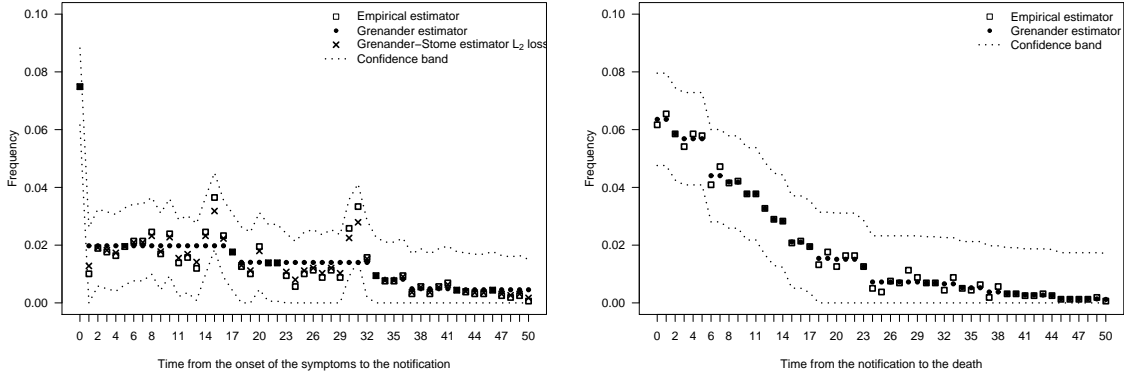 0.10
0.08
0.06
0.04
0.02
0.00
Frequency
Empirical estimator
Grenander estimator
Grenander−Stome estimator L2 loss
Confidence band
0 2 4 6 8 11 14 17 20 23 26 29 32 35 38 41 44 47 50
Time from the onset of the symptoms to the notification
0.10
0.08
0.06
0.04
0.02
0.00
Frequency
Empirical estimator
Grenander estimator
Confidence band
0 2 4 6 8 11 14 17 20 23 26 29 32 35 38 41 44 47 50
Time from the notification to the death